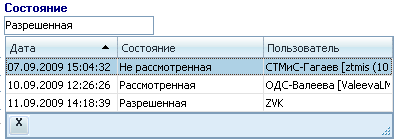 Состояние
Разрешенная
Дата Состояние Пользователь
07.09.2009 15:04:32 Не рассмотренная СТМиС-Гагаев [ztmis (10
10.09.2009 12:26:26 Рассмотренная ОДС-Валеева [ValeevaLM
11.09.2009 14:18:39 Разрешенная ZVK
X